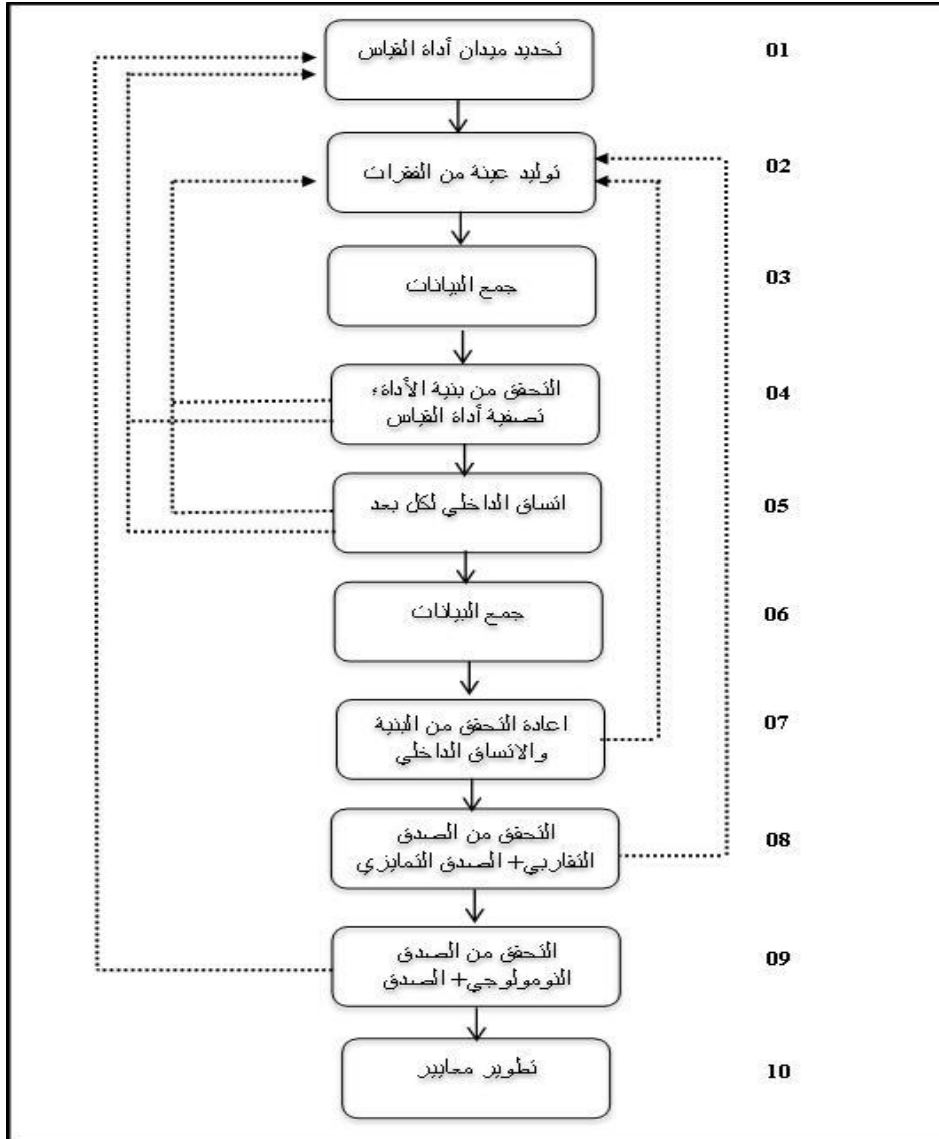 تحديد ميدان أداة القياس
01
توليد عينة من الفقرات
02
جمع البيانات
03
التحقق من بنية الأداة،
تصفية أداة القياس
04
اتساق الداخلي لكل بعد
05
جمع البيانات
06
اعادة التحقق من البنية
والاتساق الداخلي
07
التحقق من الصدق
التقاربي+ الصدق التمايزي
08
التحقق من الصدق
النومولوجي+ الصدق
09
تطوير معايير
10